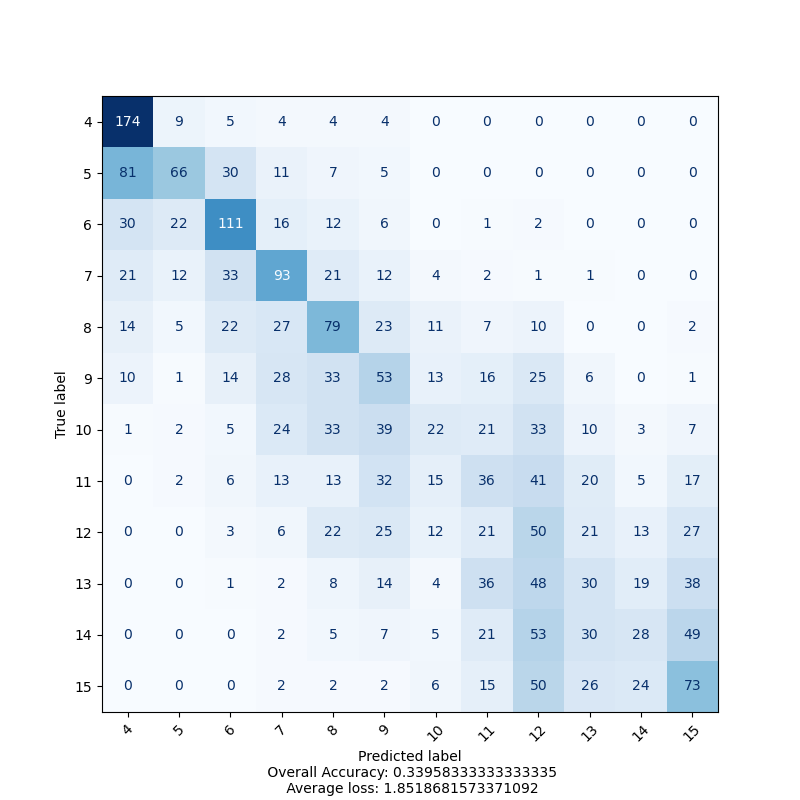 4 174 9 5 4 4 4 0 0 0 0 0 0
5 81 66 30 11 7 5 0 0 0 0 0 0
6 30 22 111 16 12 6 0 1 2 0 0 0
7 21 12 33 93 21 12 4 2 1 1 0 0
8 14 5 22 27 79 23 11 7 10 0 0 2
9 10 1 14 28 33 53 13 16 25 6 0 1
True label
10 1 2 5 24 33 39 22 21 33 10 3 7
11 0 2 6 13 13 32 15 36 41 20 5 17
12 0 0 3 6 22 25 12 21 50 21 13 27
13 0 0 1 2 8 14 4 36 48 30 19 38
14 0 0 0 2 5 7 5 21 53 30 28 49
15 0 0 0 2 2 2 6 15 50 26 24 73
4 5 6 7 8 9 10 11 12 13 14 15
Predicted label
Overall Accuracy: 0.33958333333333335
Average loss: 1.8518681573371092